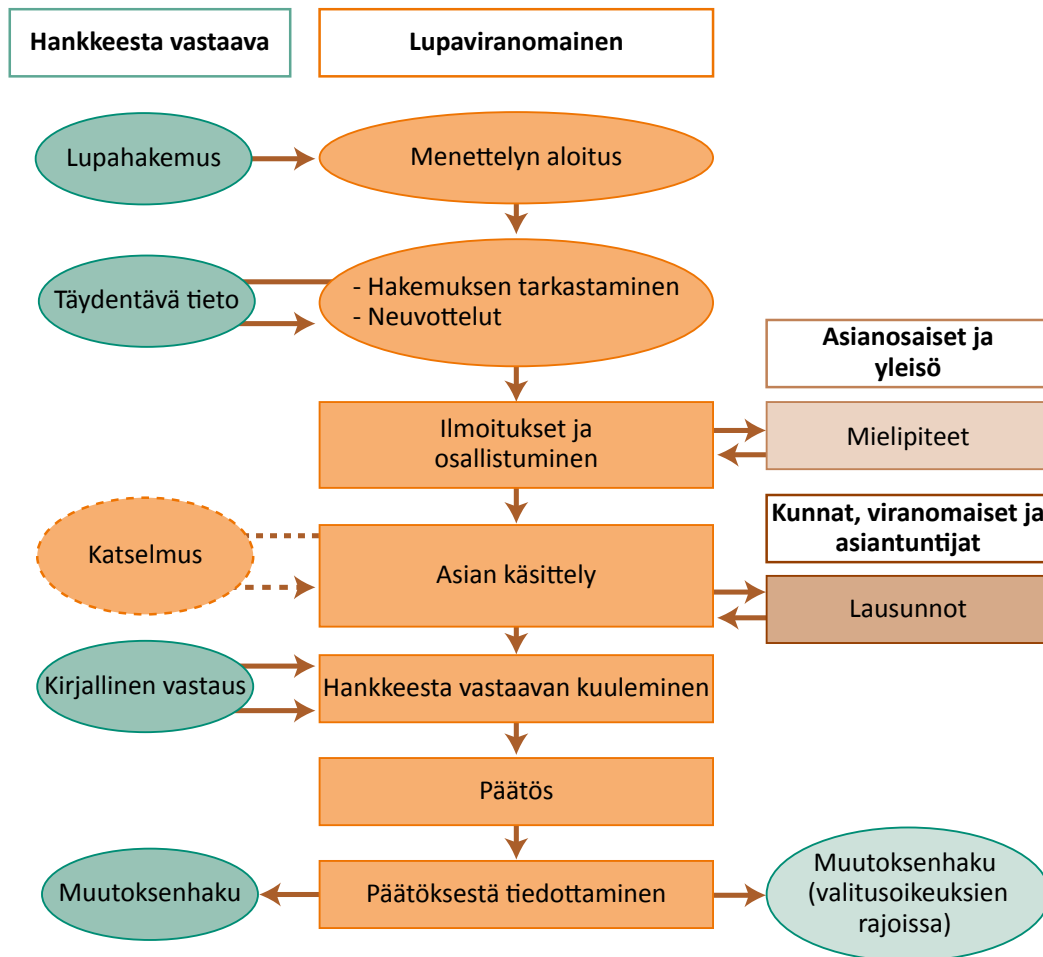 Hankkeesta vastaava
Lupaviranomainen
Lupahakemus
Menettelyn aloitus
Täydentävä tieto
- Hakemuksen tarkastaminen
- Neuvottelut
Asianosaiset ja
yleisö
Ilmoitukset ja
osallistuminen
Mielipiteet
Kunnat, viranomaiset ja
asiantuntijat
Katselmus
Asian käsittely
Lausunnot
Kirjallinen vastaus
Hankkeesta vastaavan kuuleminen
Päätös
Muutoksenhaku
Päätöksestä tiedottaminen
Muutoksenhaku
(valitusoikeuksien
rajoissa)